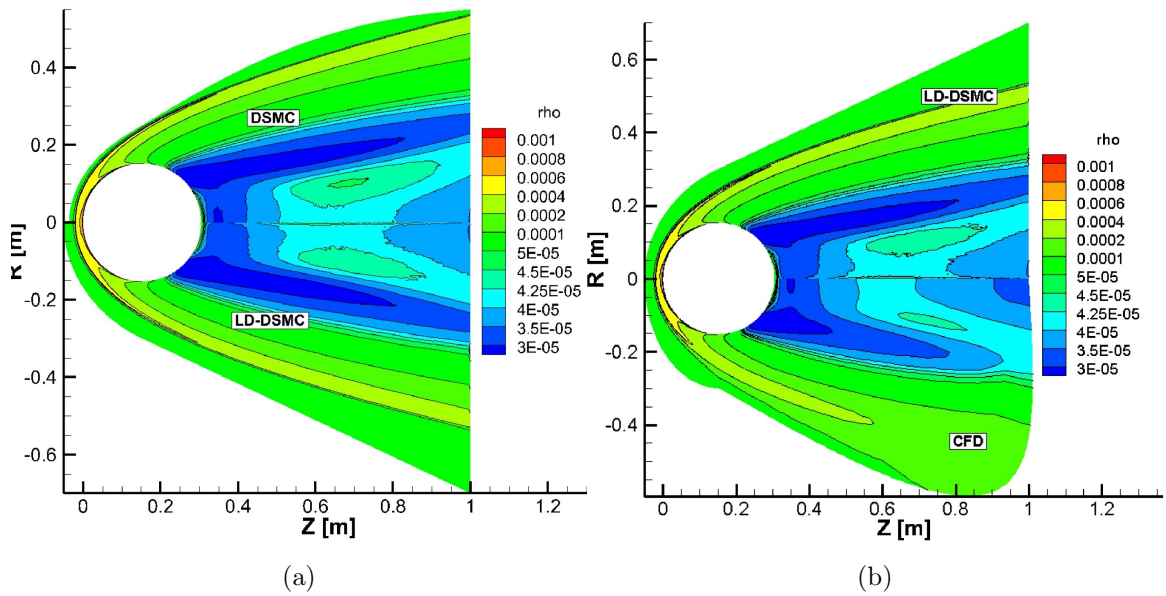 DSMC
LD-DSMC
rho
0.001
0.0008
0.0006
0.0004
0.0002
0.0001
5E-05
4.5E-05
4.25E-05
4E-05
3.5E-05
3E-05
0.4
0.2
0
-0.2
-0.4
-0.6
R [m]
0 0.2 0.4 0.6 0.8 1 1.2
Z [m]
(a)
LD-DSMC
CFD
rho
0.001
0.0008
0.0006
0.0004
0.0002
0.0001
5E-05
4.5E-05
4.25E-05
4E-05
3.5E-05
3E-05
0.6
0.4
0.2
0
-0.2
-0.4
R [m]
0 0.2 0.4 0.6 0.8 1 1.2
Z [m]
(b)